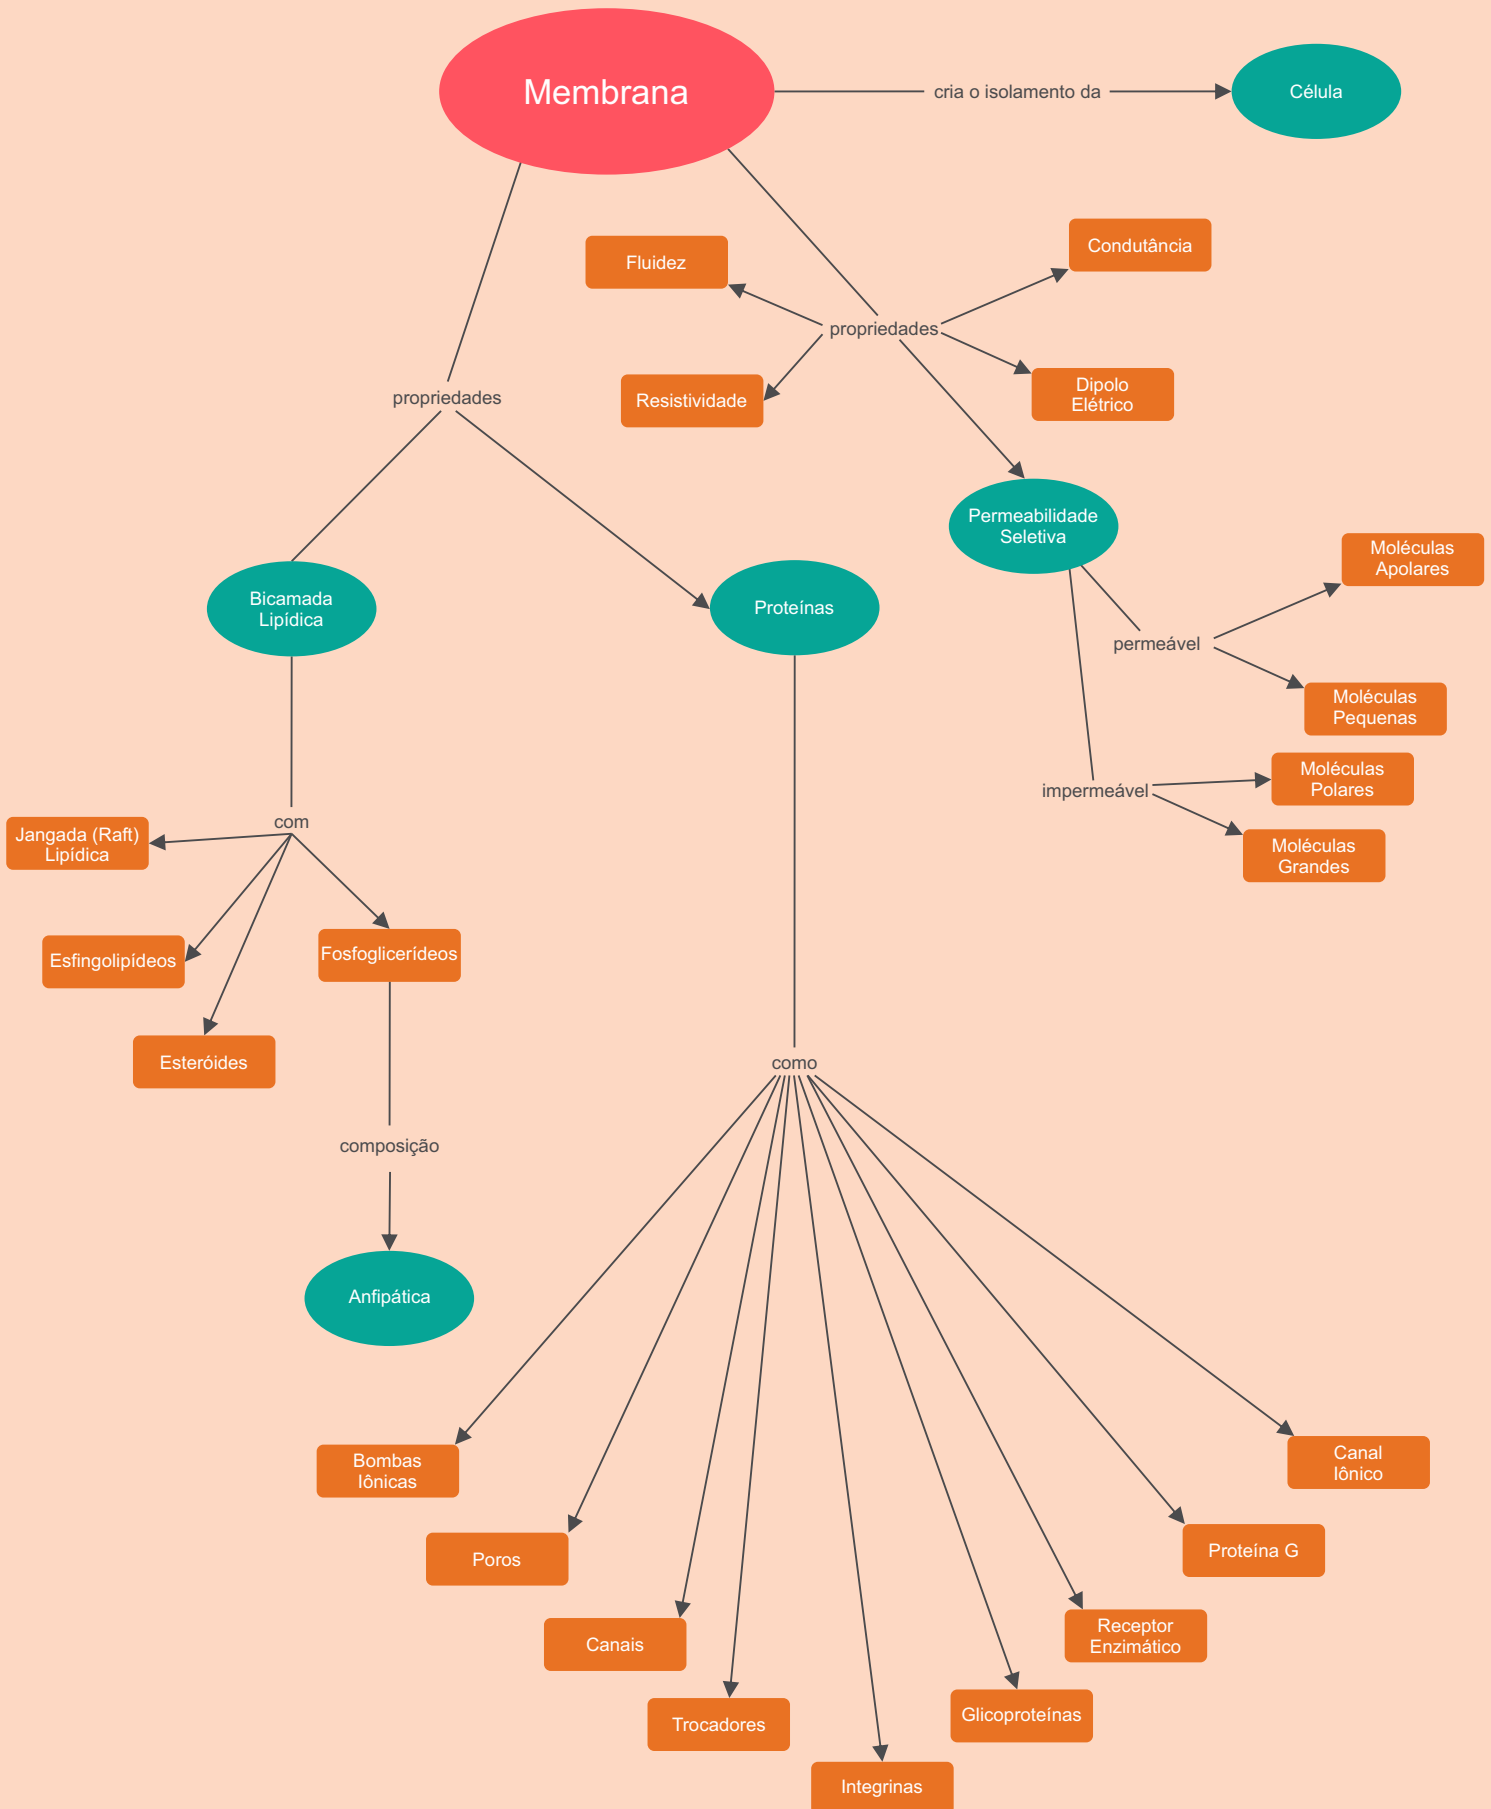 Membrana
cria o isolamento da
Célula
Condutância
Fluidez
propriedades
Dipolo
Elétrico
Resistividade
propriedades
Permeabilidade
Seletiva
Moléculas
Apolares
Bicamada
Lipídica
Proteínas
permeável
Moléculas
Pequenas
Moléculas
Polares
impermeável
com
Jangada (Raft)
Lipídica
Moléculas
Grandes
Fosfoglicerídeos
Esfingolipídeos
Esteróides
como
composição
Anfipática
Canal
Iônico
Bombas
Iônicas
Proteína G
Poros
Receptor
Enzimático
Canais
Glicoproteínas
Trocadores
Integrinas